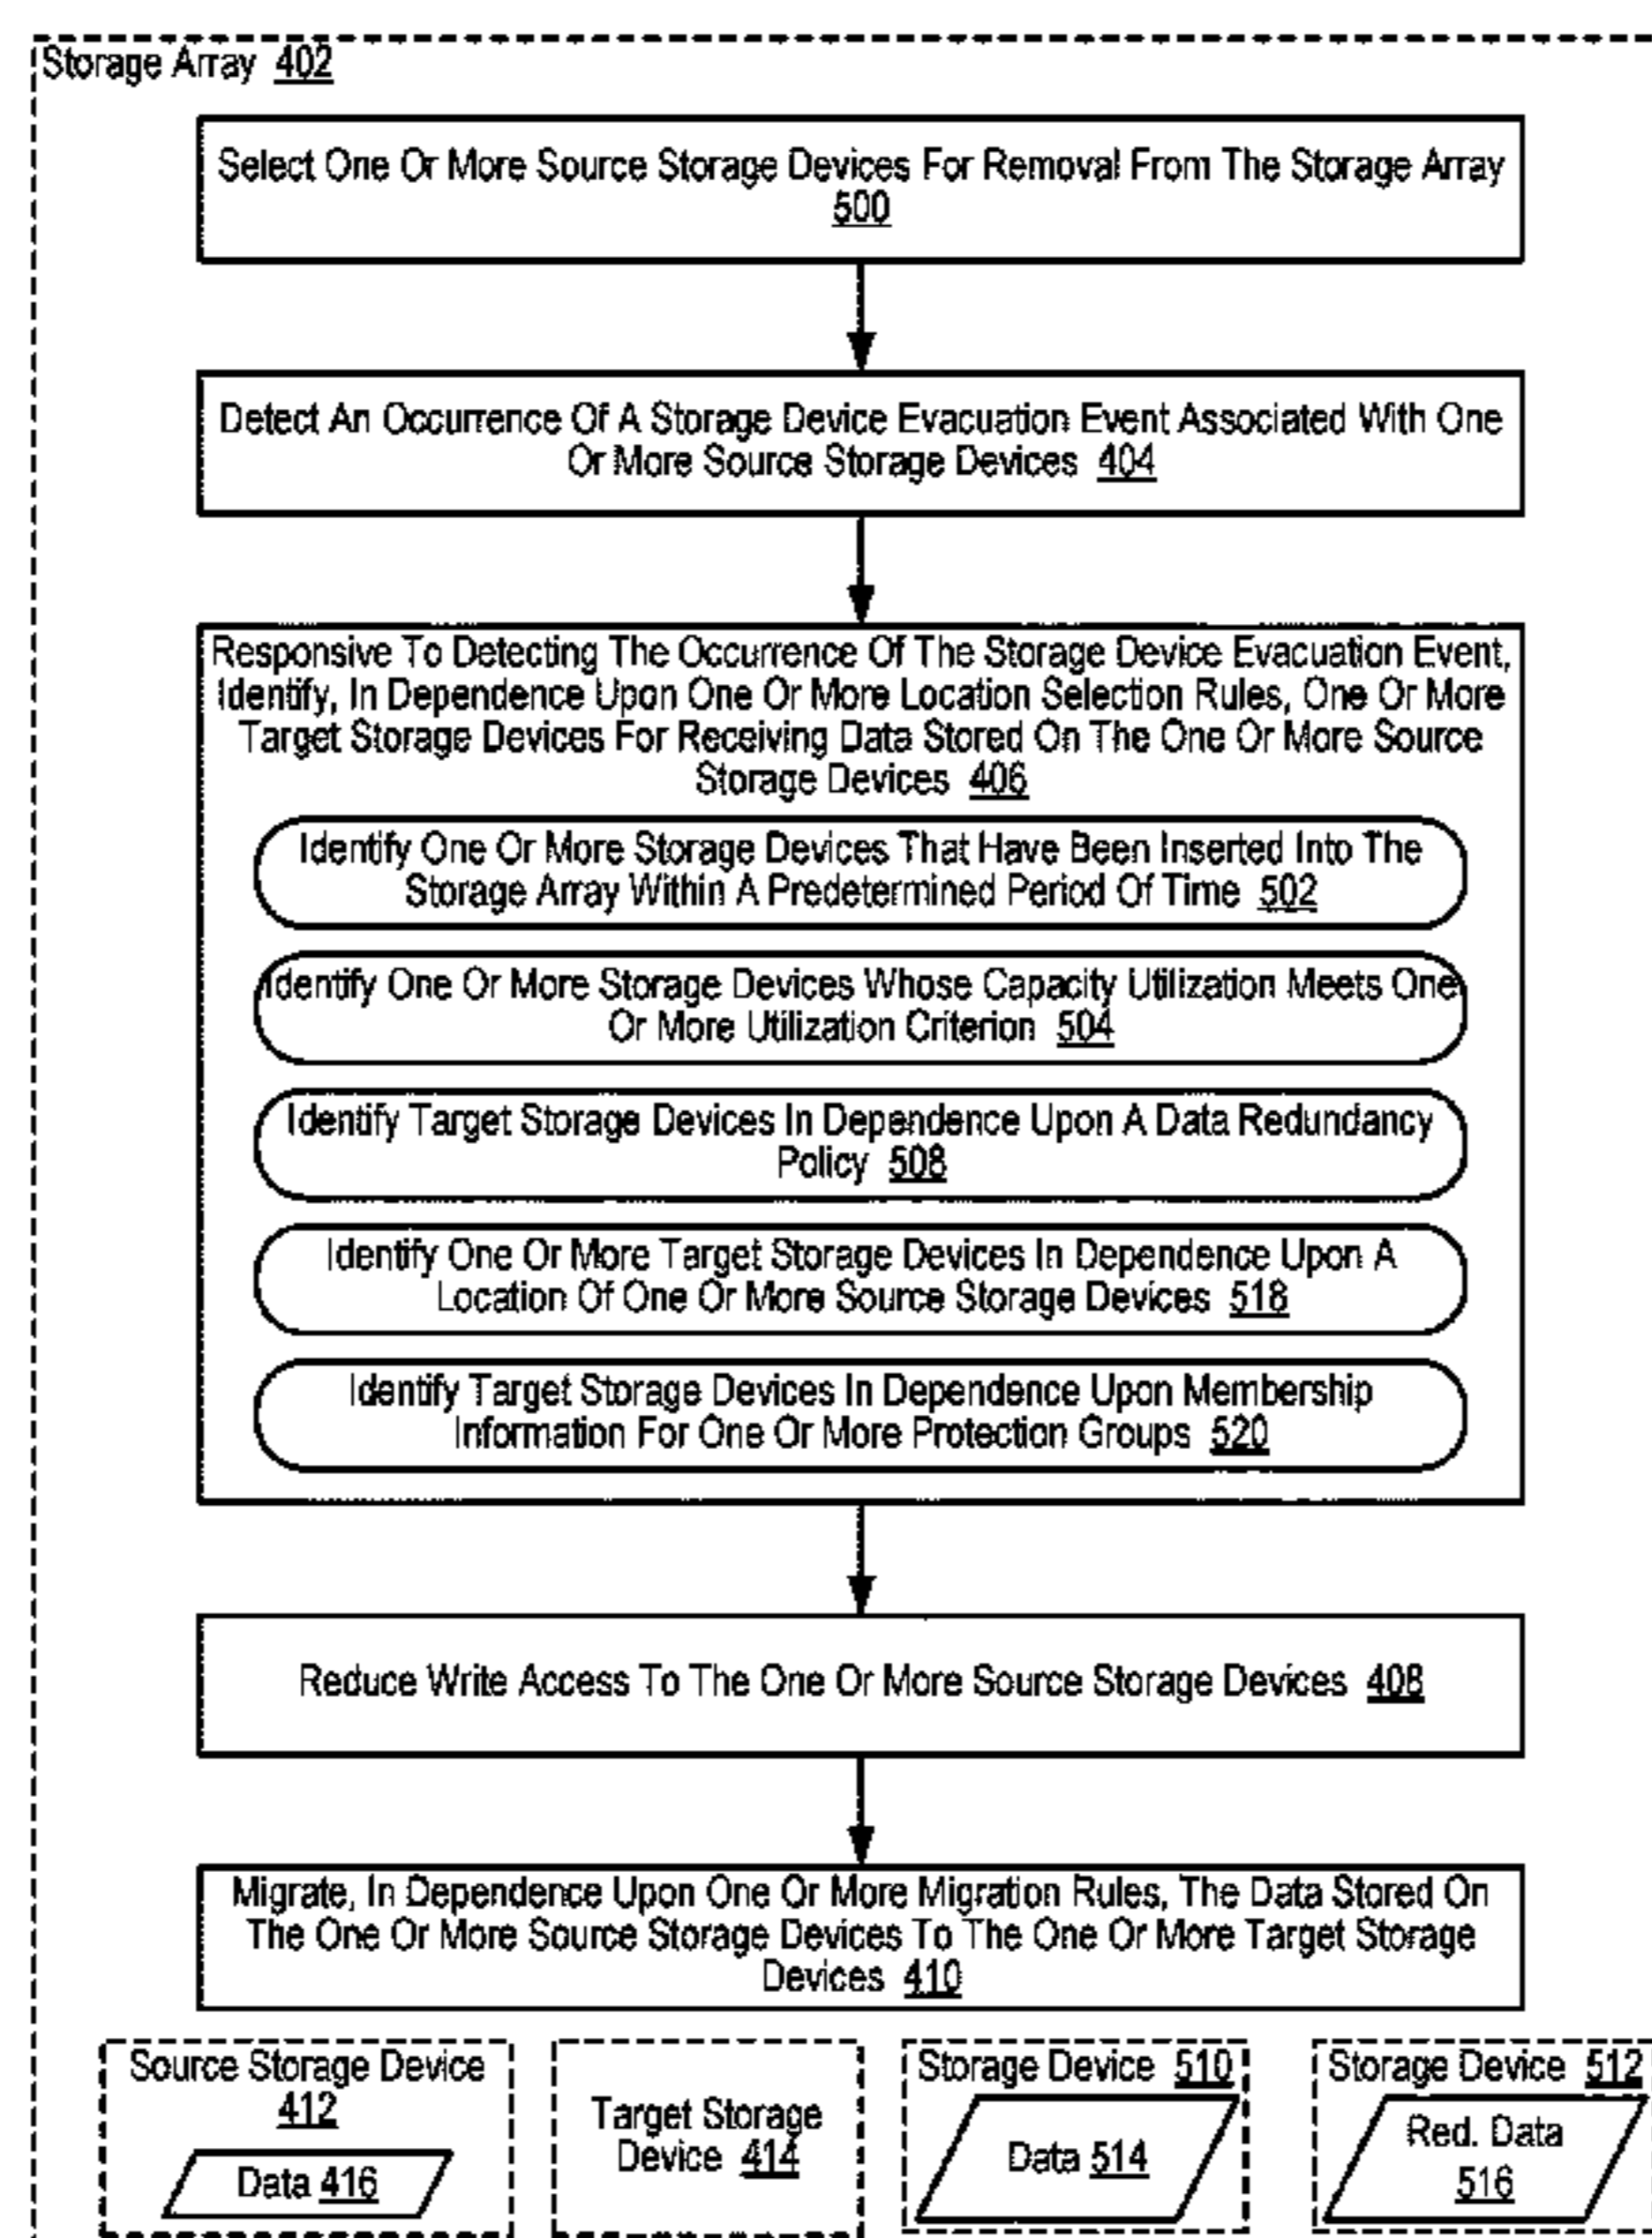 Storage Array 402
Select One Or More Source Storage Devices For Removal From The Storage Array
500
Detect An Occurrence Of A Storage Device Evacuation Event Associated With One
Or More Source Storage Devices 404
Responsive To Detecting The Occurrence Of The Storage Device Evacuation Event,
Identify, In Dependence Upon One Or More Location Selection Rules, One Or More
Target Storage Devices For Receiving Data Stored On The One Or More Source
Storage Devices 406
Identify One Or More Storage Devices That Have Been Inserted Into The
Storage Array Within A Predetermined Period Of Time 502
Identify One Or More Storage Devices Whose Capacity Utilization Meets One
Or More Utilization Criterion 504
Identify Target Storage Devices In Dependence Upon A Data Redundancy
Policy 508
Identify One Or More Target Storage Devices In Dependence Upon A
Location Of One Or More Source Storage Devices 518
Identify Target Storage Devices In Dependence Upon Membership
Information For One Or More Protection Groups 520
Reduce Write Access To The One Or More Source Storage Devices 408
Migrate, In Dependence Upon One Or More Migration Rules, The Data Stored On
The One Or More Source Storage Devices To The One Or More Target Storage
Devices 410
Source Storage Device
412
Data 416
Target Storage
Device 414
Storage Device 510
Data 514
Storage Device 512
Red. Data
516